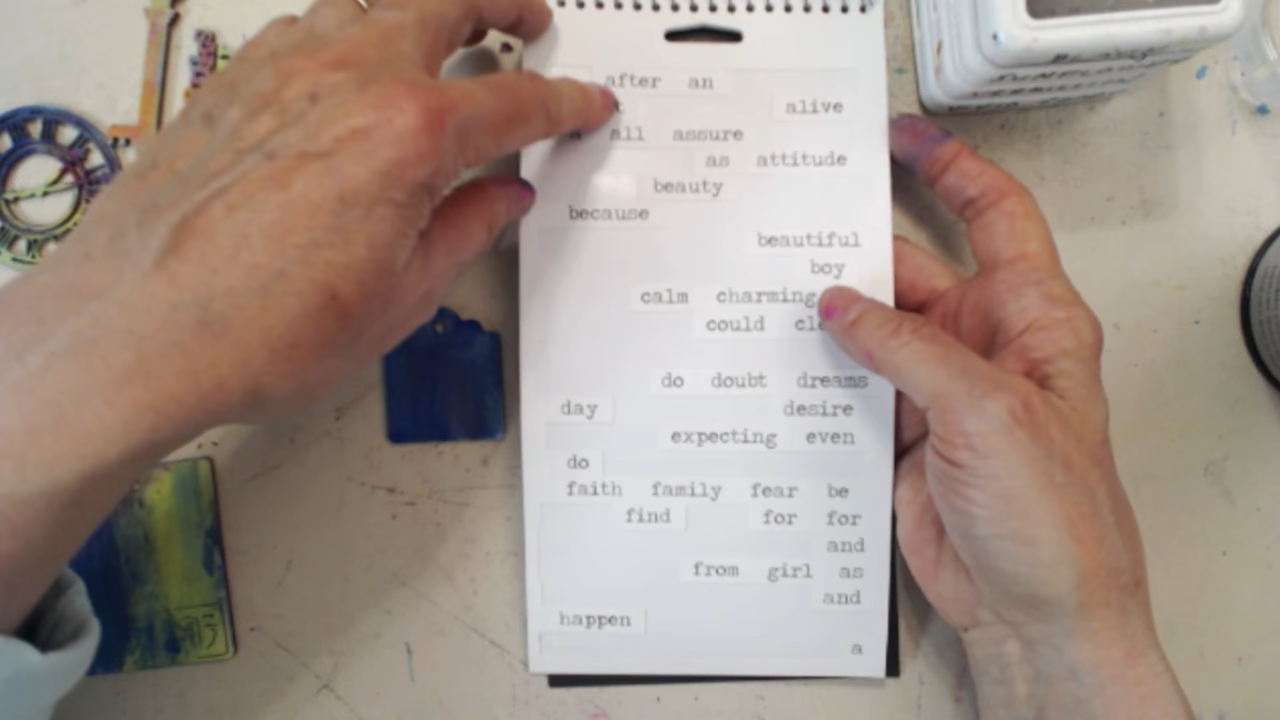 after an
alive
all assure
as attitude
beauty
because
beautiful
boy
calm charming
could
do doubt dreams
day desire
expecting even
do
faith family fear be
find for for
and
from girl as
and
happen
a